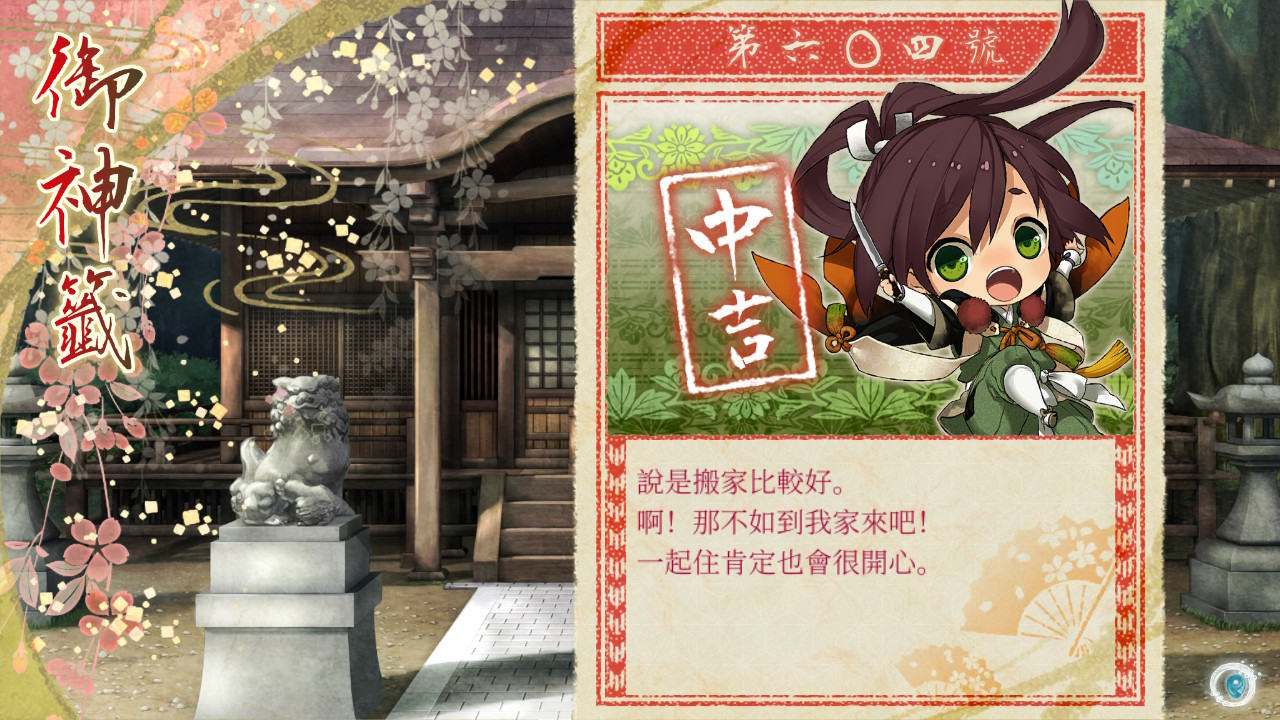 御神籤
第六〇四號
中吉
說是搬家比較好。
啊！那不如到我家來吧！
一起住肯定也會很開心。